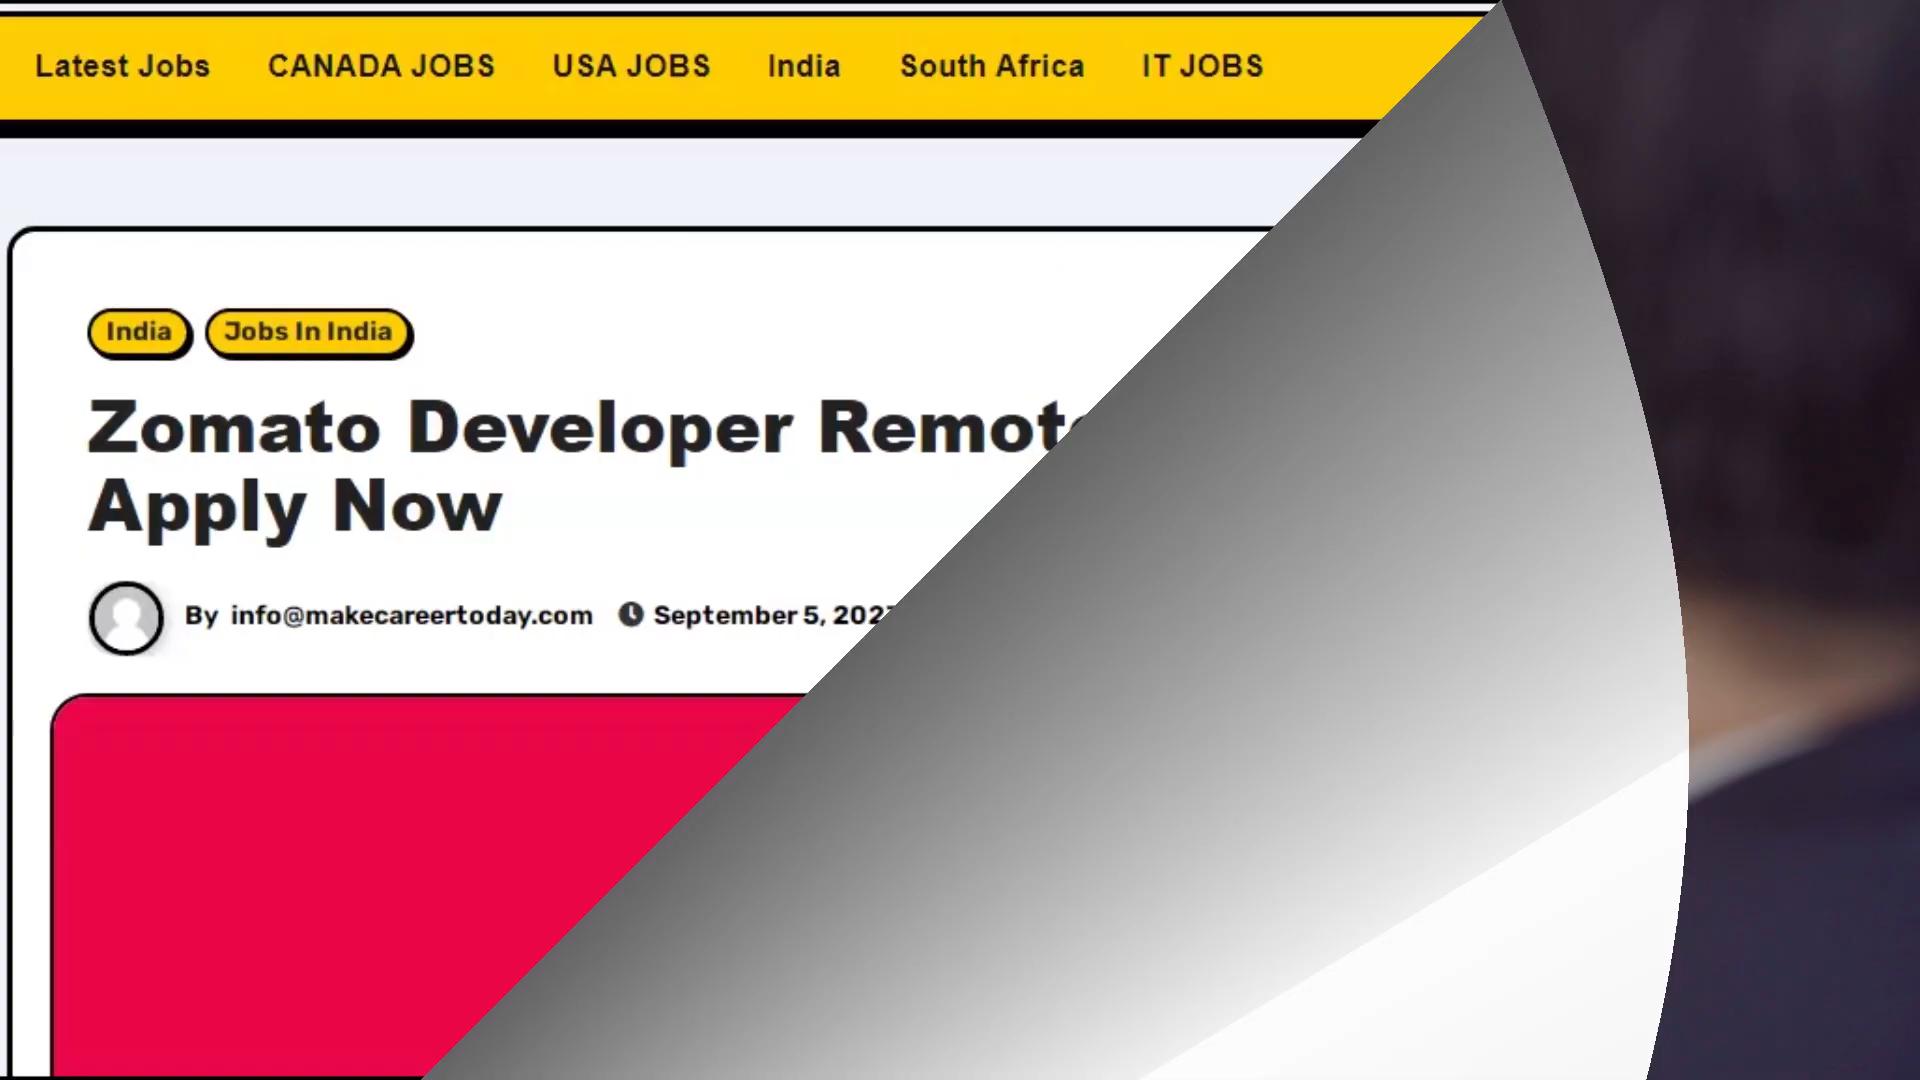 Latest Jobs CANADA JOBS USA JOBS India South Africa IT JOBS
India Jobs In India
Zomato Developer Remot
Apply Now
By info@makecareertoday.com September 5, 202